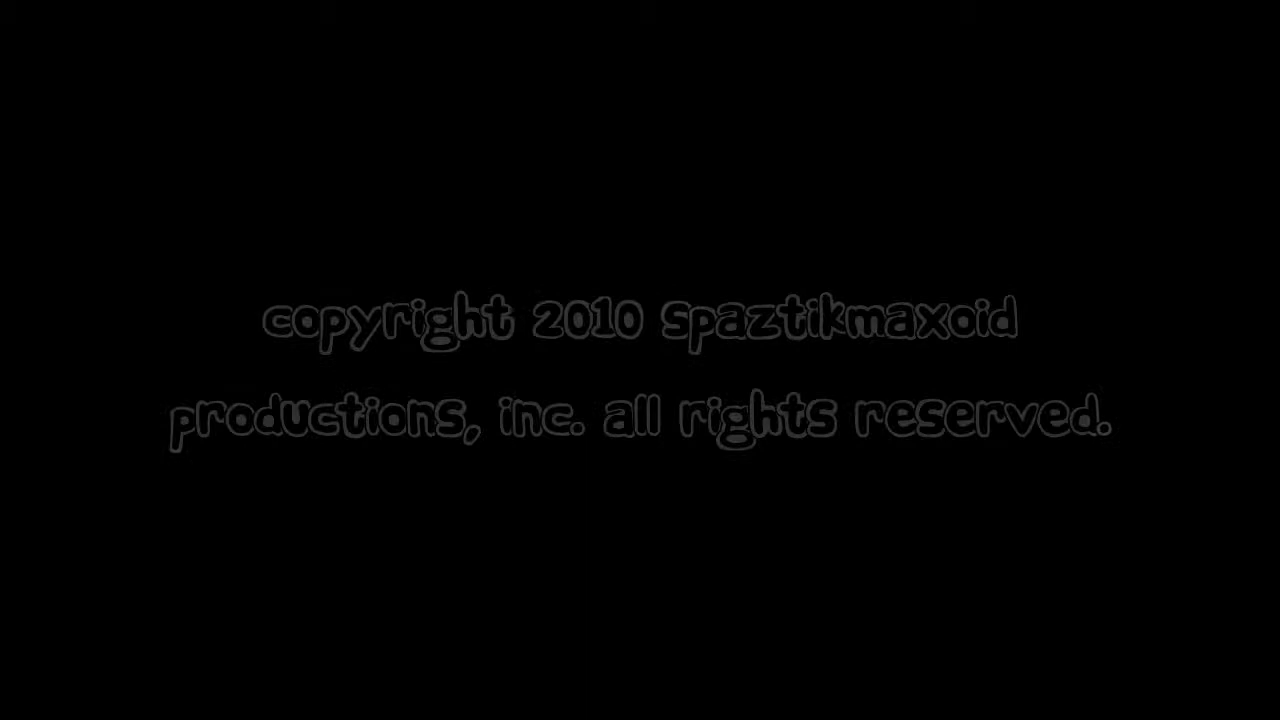 copyright 2010 spaztikmaxoid
productions, inc. all rights reserved.